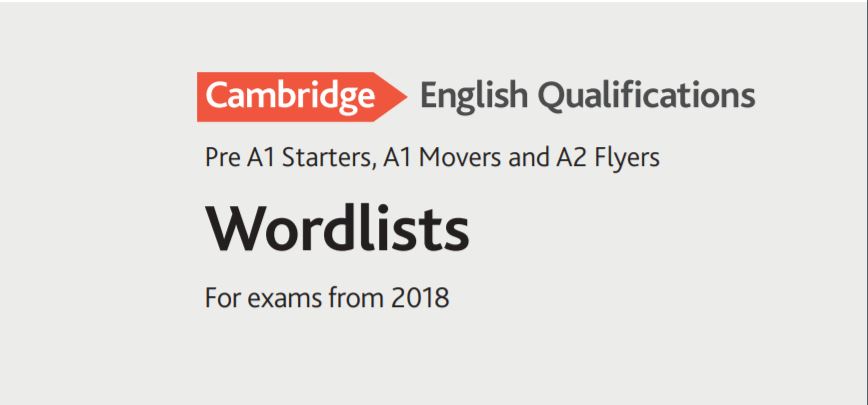 Cambridge English Qualifications
Pre A1 Starters, A1 Movers and A2 Flyers
Wordlists
For exams from 2018